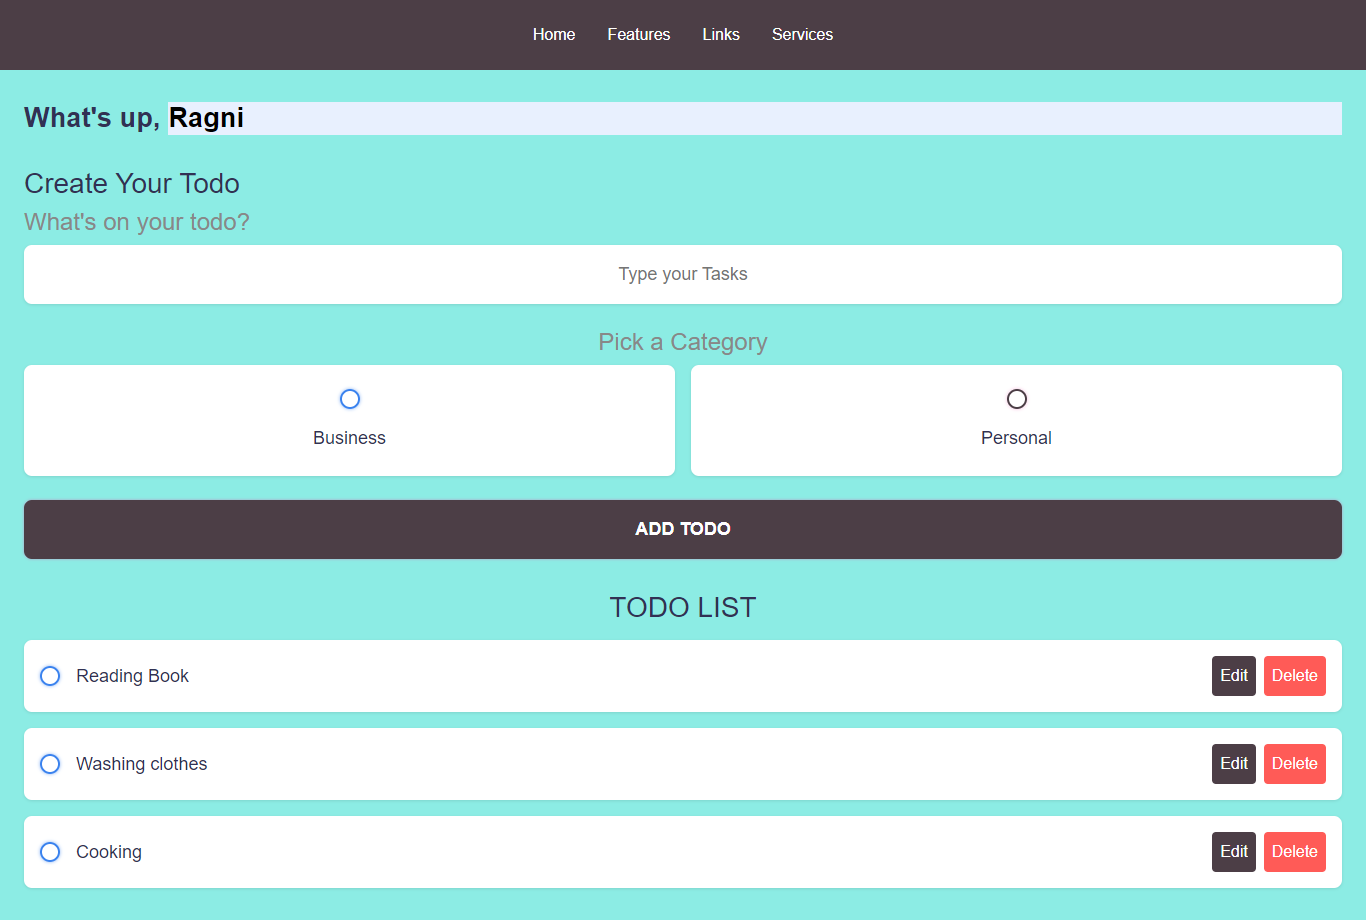 Home Features Links Services
What's up, Ragni
Create Your Todo
What's on your todo?
Type your Tasks
Pick a Category
Business Personal
ADD TODO
TODO LIST
Reading Book Edit Delete
Washing clothes Edit Delete
Cooking Edit Delete